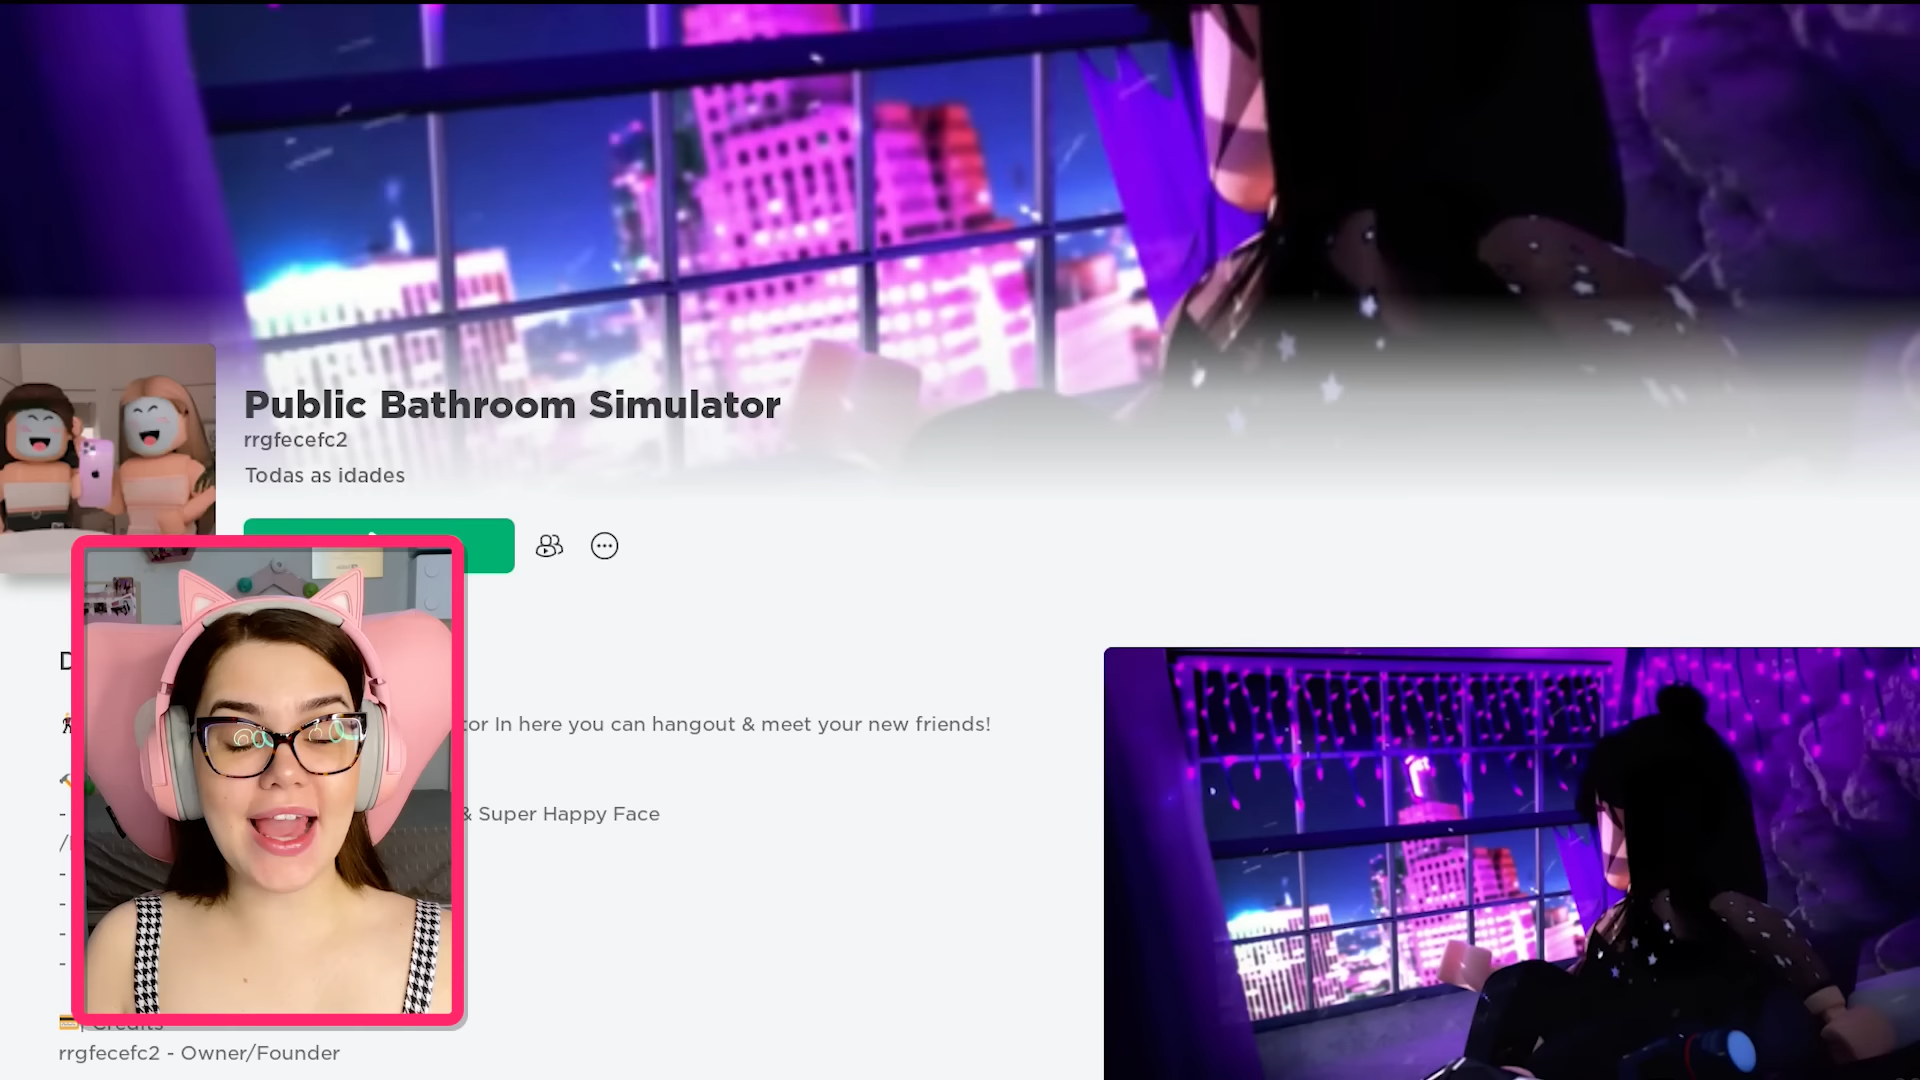 Public Bathroom Simulator
rrgfecefc2
Todas as idades
tor In here you can hangout & meet your new friends!
-
& Super Happy Face
-
-
-
-
| Credits
rrgfecefc2 - Owner/Founder